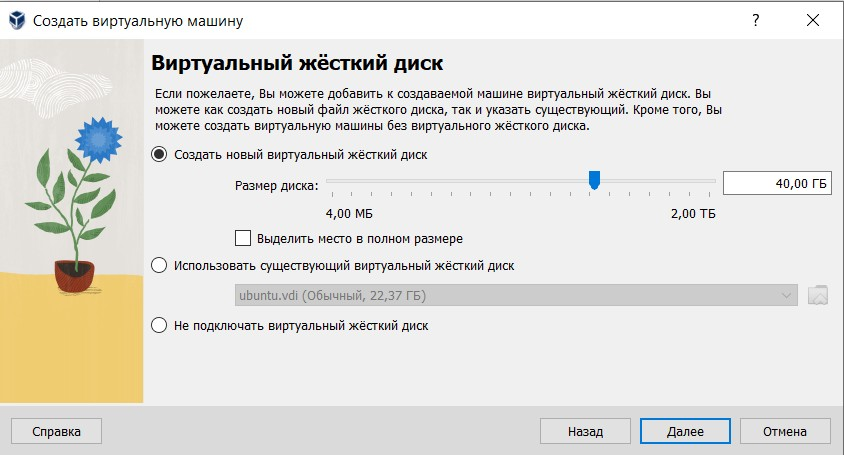 Создать виртуальную машину
?
Виртуальный жёсткий диск
Если пожелаете, Вы можете добавить к создаваемой машине виртуальный жёсткий диск. Вы
можете как создать новый файл жёсткого диска, так и указать существующий. Кроме того, Вы
можете создать виртуальную машины без виртуального жёсткого диска.
Создать новый виртуальный жёсткий диск
Размер диска: 40,00 ГБ
4,00 МБ 2,00 ТБ
Выделить место в полном размере
Использовать существующий виртуальный жёсткий диск
ubuntu.vdi (Обычный, 22,37 ГБ)
Не подключать виртуальный жёсткий диск
Справка Назад Далее Отмена